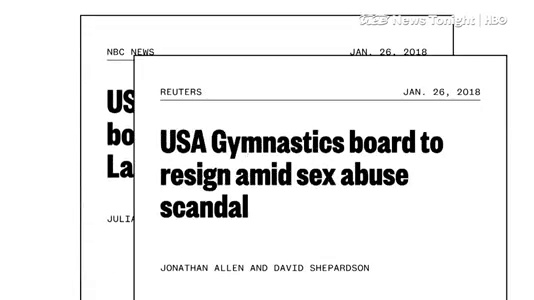 VICE News Tonight | HBO
NBC NEWS
JAN. 26, 2018
US
bo
La
JULIA
REUTERS
JAN. 26, 2018
USA Gymnastics board to
resign amid sex abuse
scandal
JONATHAN ALLEN AND DAVID SHEPARDSON